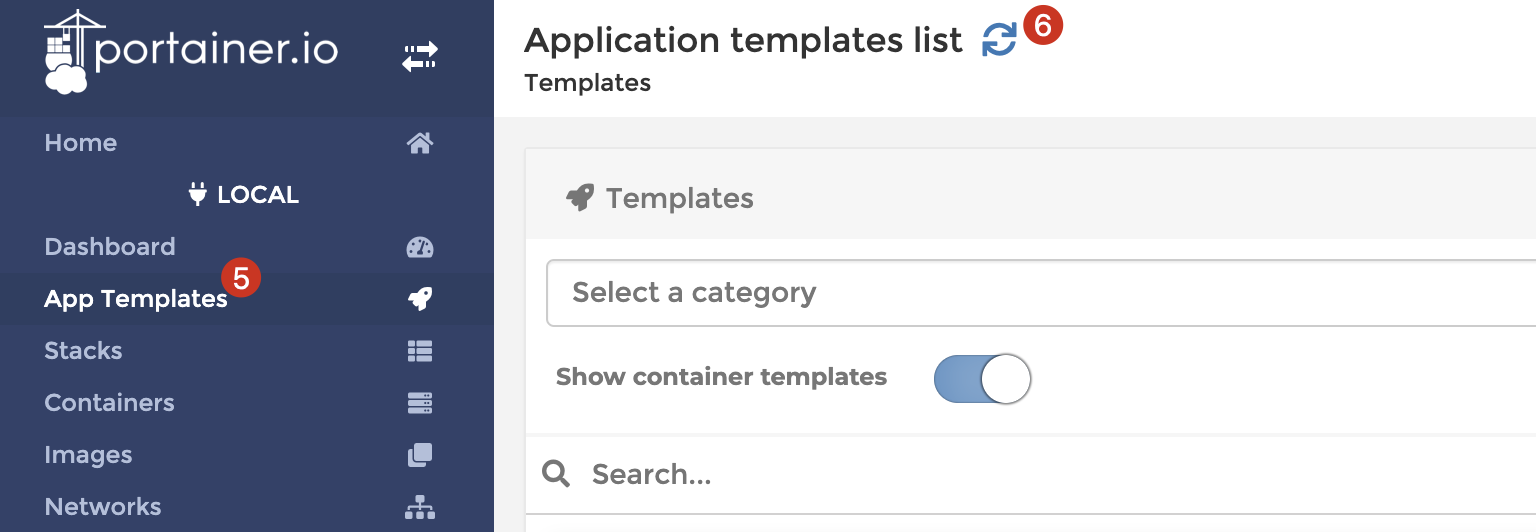 portainer.io
Home
LOCAL
Dashboard
App Templates 5
Stacks
Containers
Images
Networks
Application templates list 6
Templates
Templates
Select a category
Show container templates
Search...